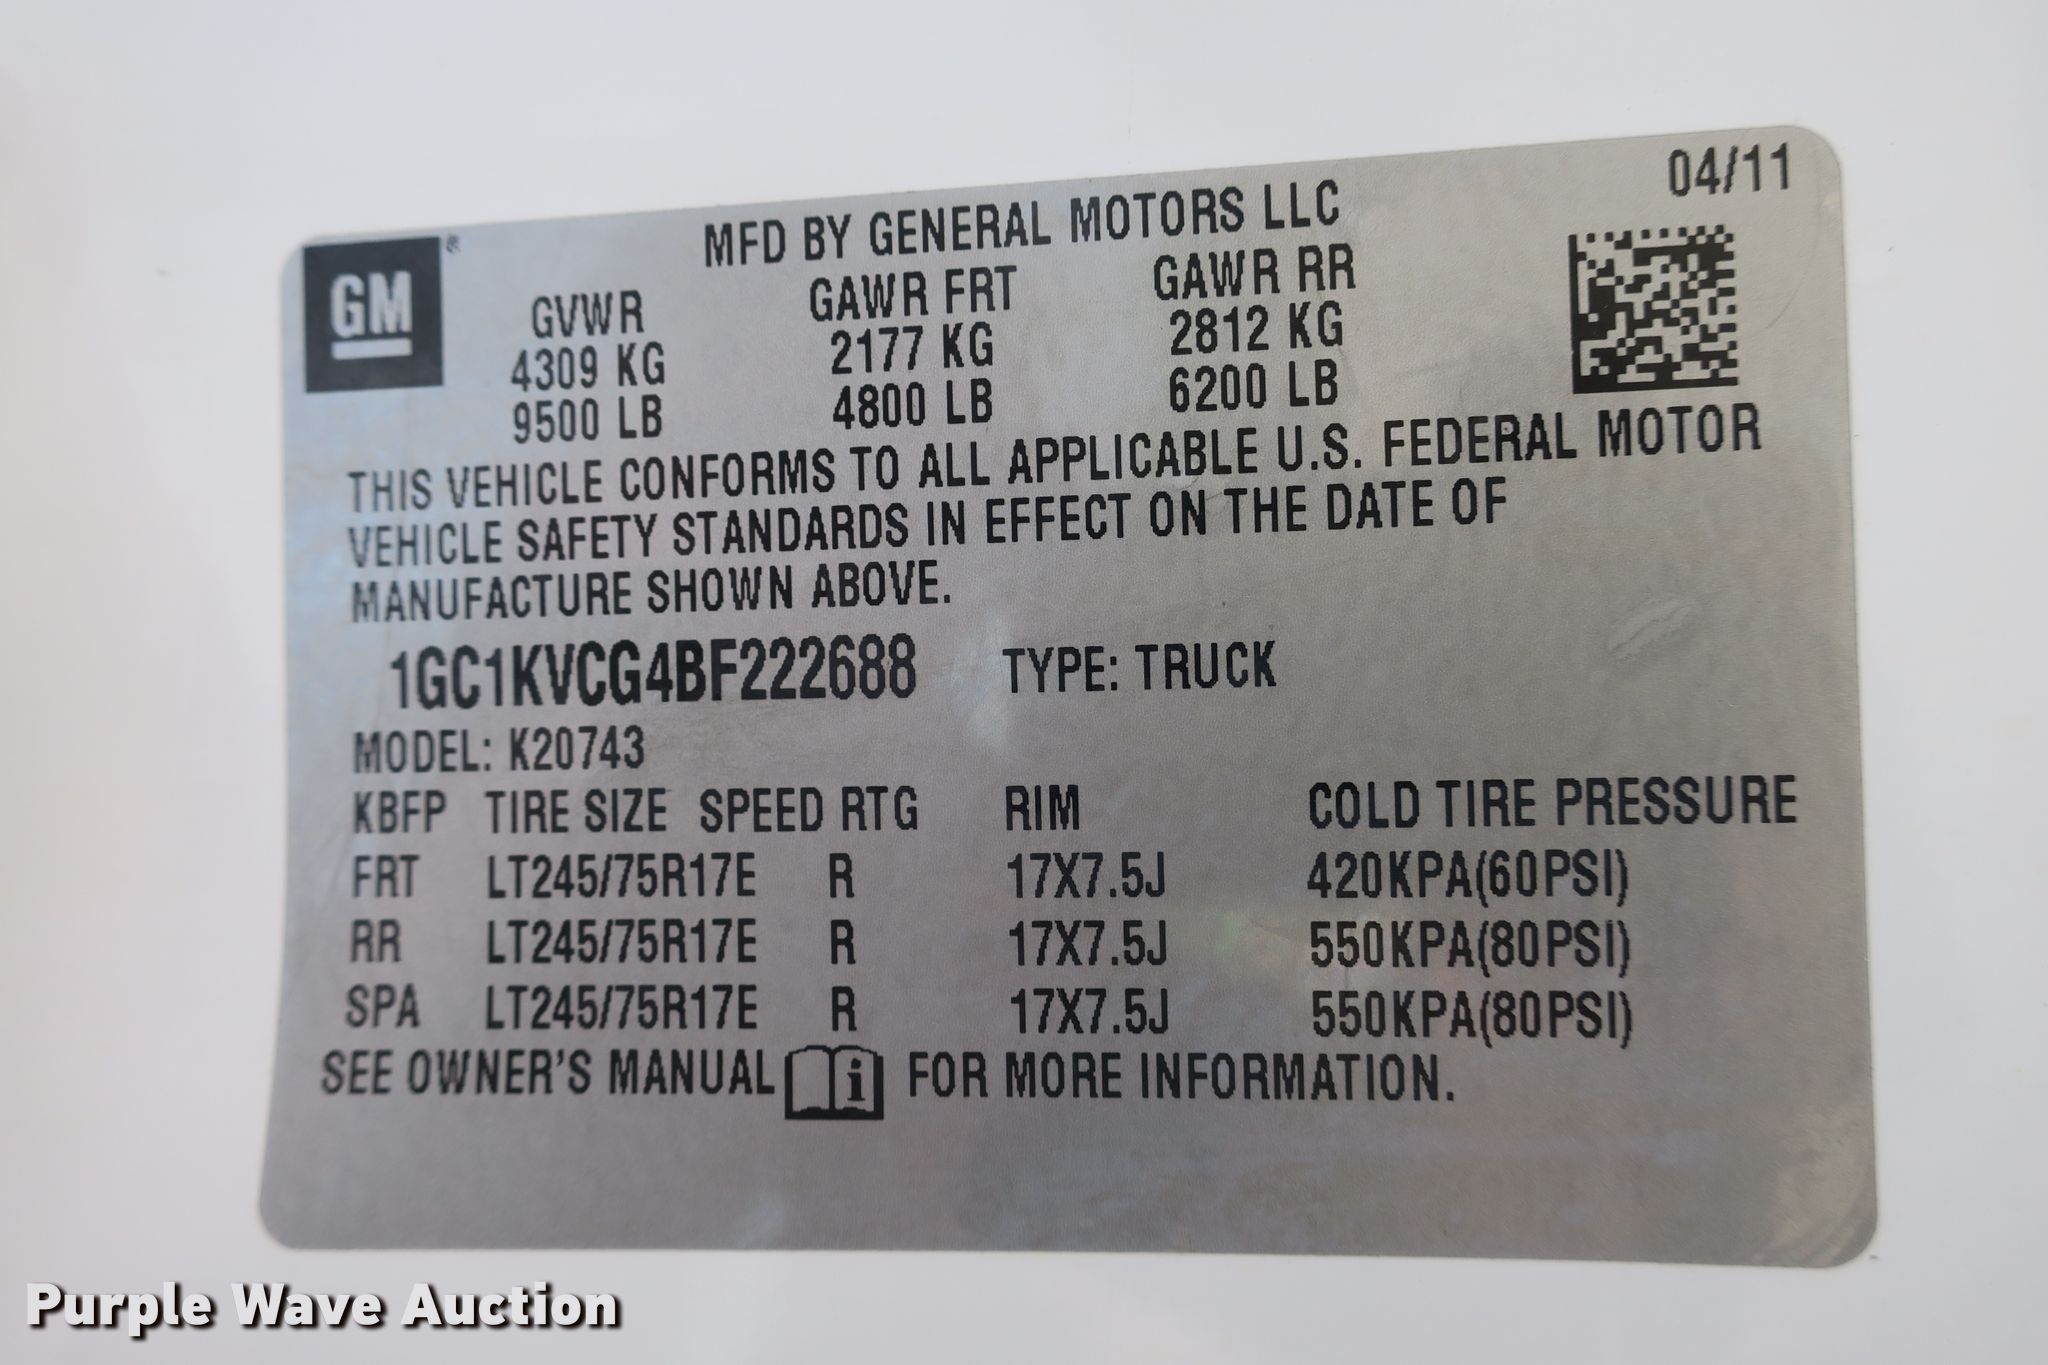 04/11
MFD BY GENERAL MOTORS LLC
GM
GVWR GAWR FRT GAWR RR
4309 KG 2177 KG 2812 KG
9500 LB 4800 LB 6200 LB
THIS VEHICLE CONFORMS TO ALL APPLICABLE U.S. FEDERAL MOTOR
VEHICLE SAFETY STANDARDS IN EFFECT ON THE DATE OF
MANUFACTURE SHOWN ABOVE.
1GC1KVCG4BF222688 TYPE: TRUCK
MODEL: K20743
KBFP TIRE SIZE SPEED RTG RIM COLD TIRE PRESSURE
FRT LT245/75R17E R 17X7.5J 420KPA(60PSI)
RR LT245/75R17E R 17X7.5J 550KPA(80PSI)
SPA LT245/75R17E R 17X7.5J 550KPA(80PSI)
SEE OWNER'S MANUAL i FOR MORE INFORMATION.
Purple Wave Auction